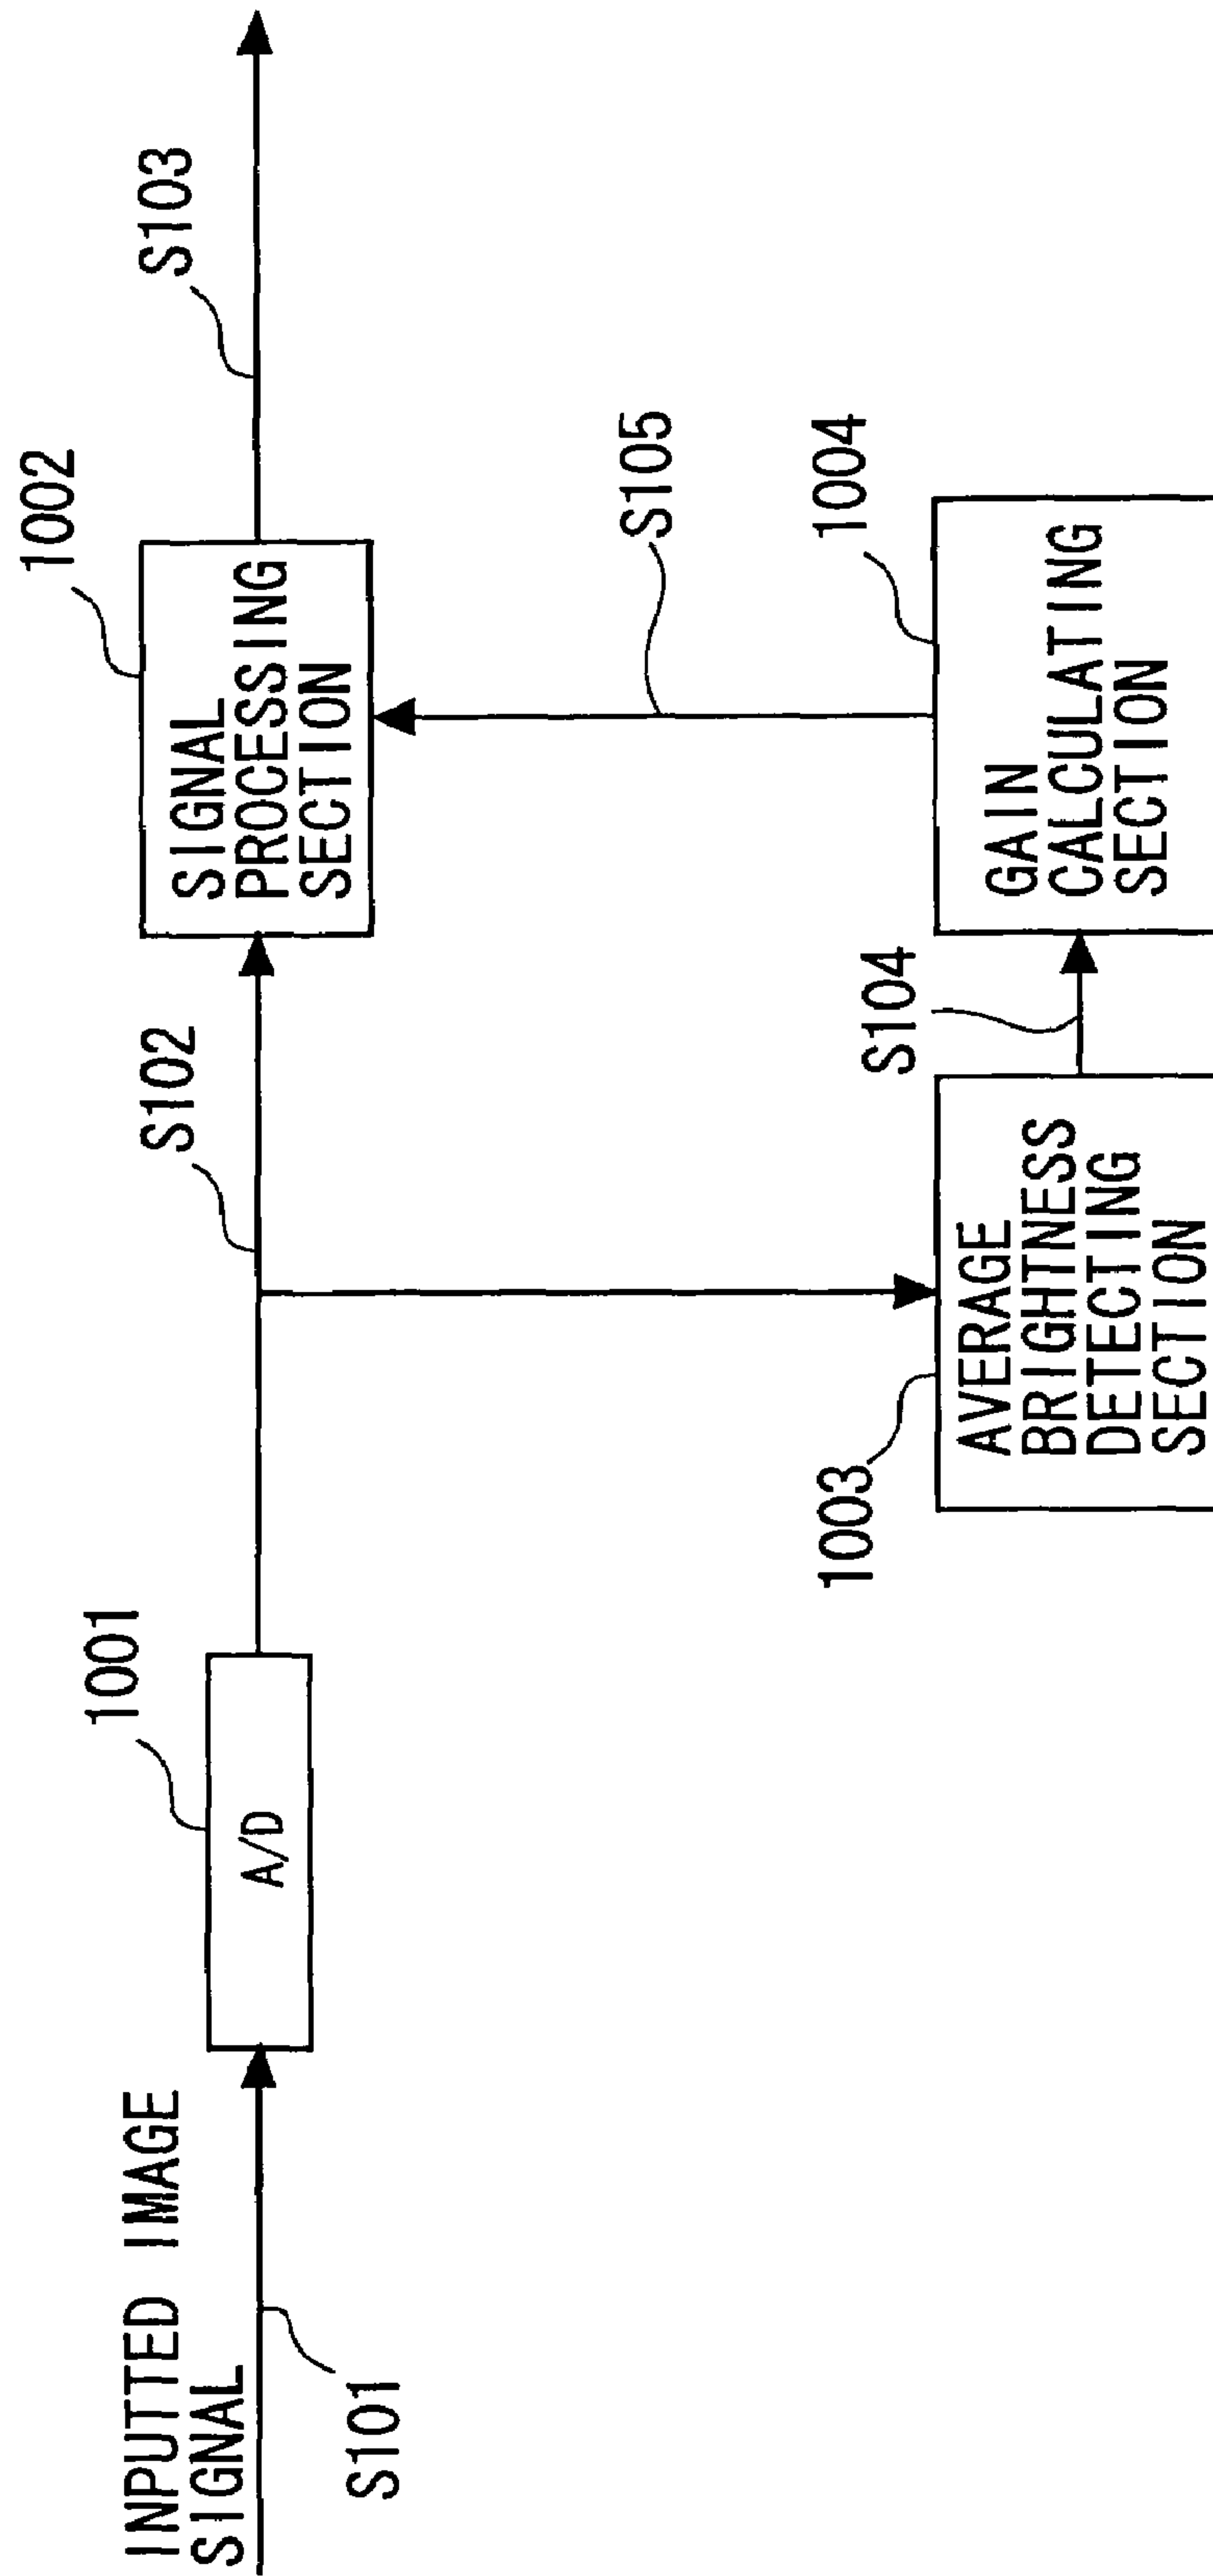 INPUTTED IMAGE
SIGNAL
S101
1001
A/D
S102
1002
SIGNAL
PROCESSING
SECTION
S103
1003
AVERAGE
BRIGHTNESS
DETECTING
SECTION
S104
1004
GAIN
CALCULATING
SECTION
S105